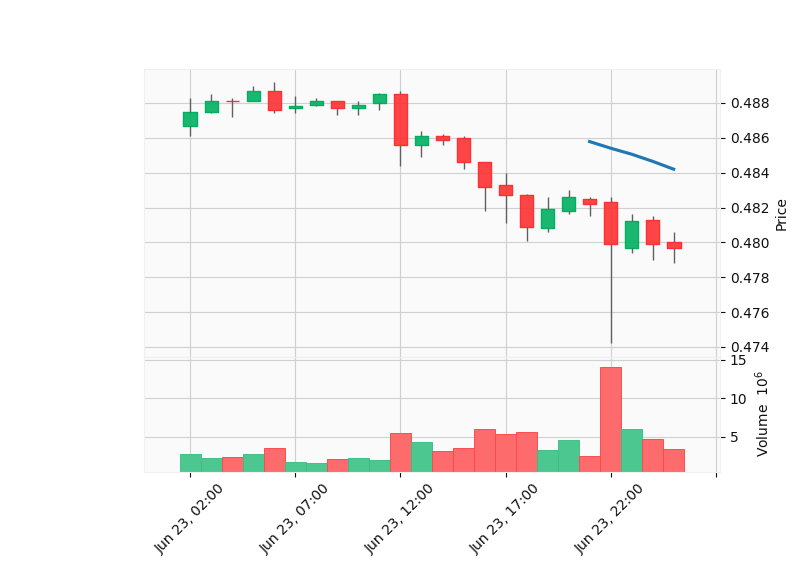 0.488
0.486
0.484
0.482
0.480
0.478
0.476
0.474
Price
15
10
5
Volume 10⁶
Jun 23, 02:00
Jun 23, 07:00
Jun 23, 12:00
Jun 23, 17:00
Jun 23, 22:00